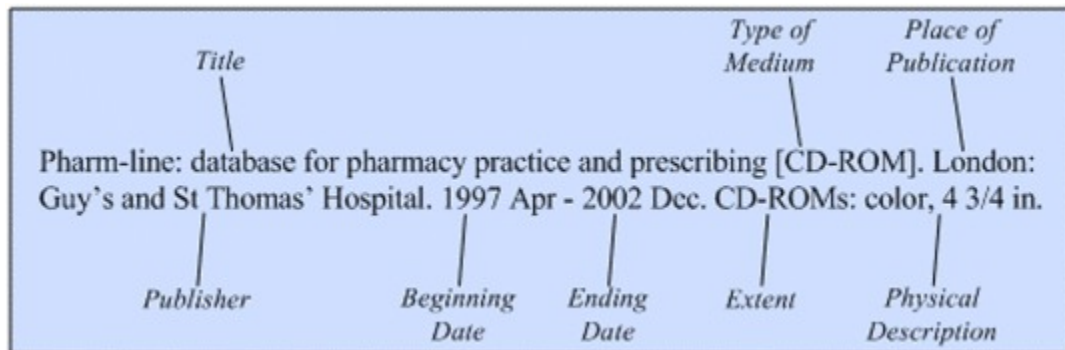 Type of Place of
Title Medium Publication
Pharm-line: database for pharmacy practice and prescribing [CD-ROM]. London:
Guy's and St Thomas' Hospital. 1997 Apr - 2002 Dec. CD-ROMs: color, 4 3/4 in.
Publisher Beginning Ending Extent Physical
Date Date Description